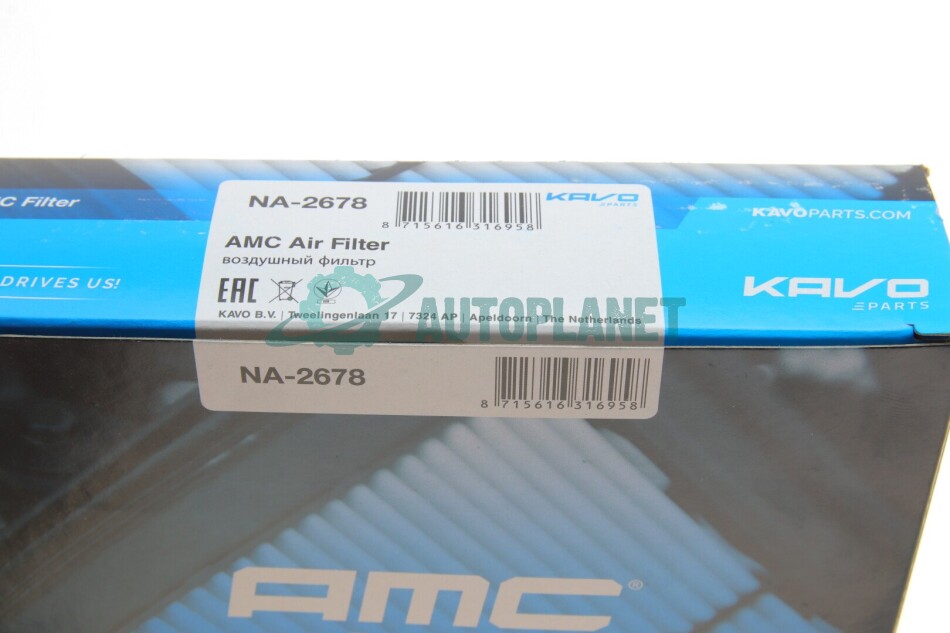 C Filter
DRIVES US!
NA-2678
8 715616 316958
KAVO
PARTS
AMC Air Filter
воздушный фильтр
EAC
KAVO B.V. | Tweelingenlaan 17 | 7324 AP | Apeldoorn | The Netherlands
AUTOPLANET
KAVOPARTS.COM
KAVO
PARTS
NA-2678
8 715616 316958
AMC®